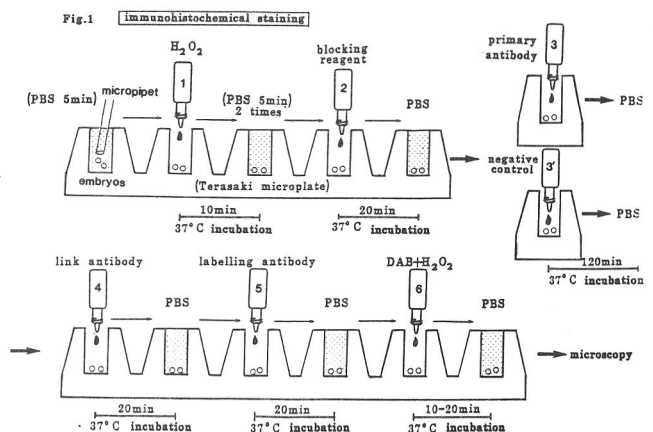 Fig.1 immunohistochemical staining
H2O2
blocking
reagent
primary
antibody
3
(PBS 5min)
micropipet
1
(PBS 5min)
2 times
2
PBS
PBS
embryos
(Terasaki microplate)
negative
control
3'
PBS
10min
37°C incubation
20min
37°C incubation
120min
37°C incubation
link antibody
labelling antibody
DAB+H2O2
4
PBS
5
PBS
6
PBS
microscopy
20min
37°C incubation
20min
37°C incubation
10-20min
37°C incubation